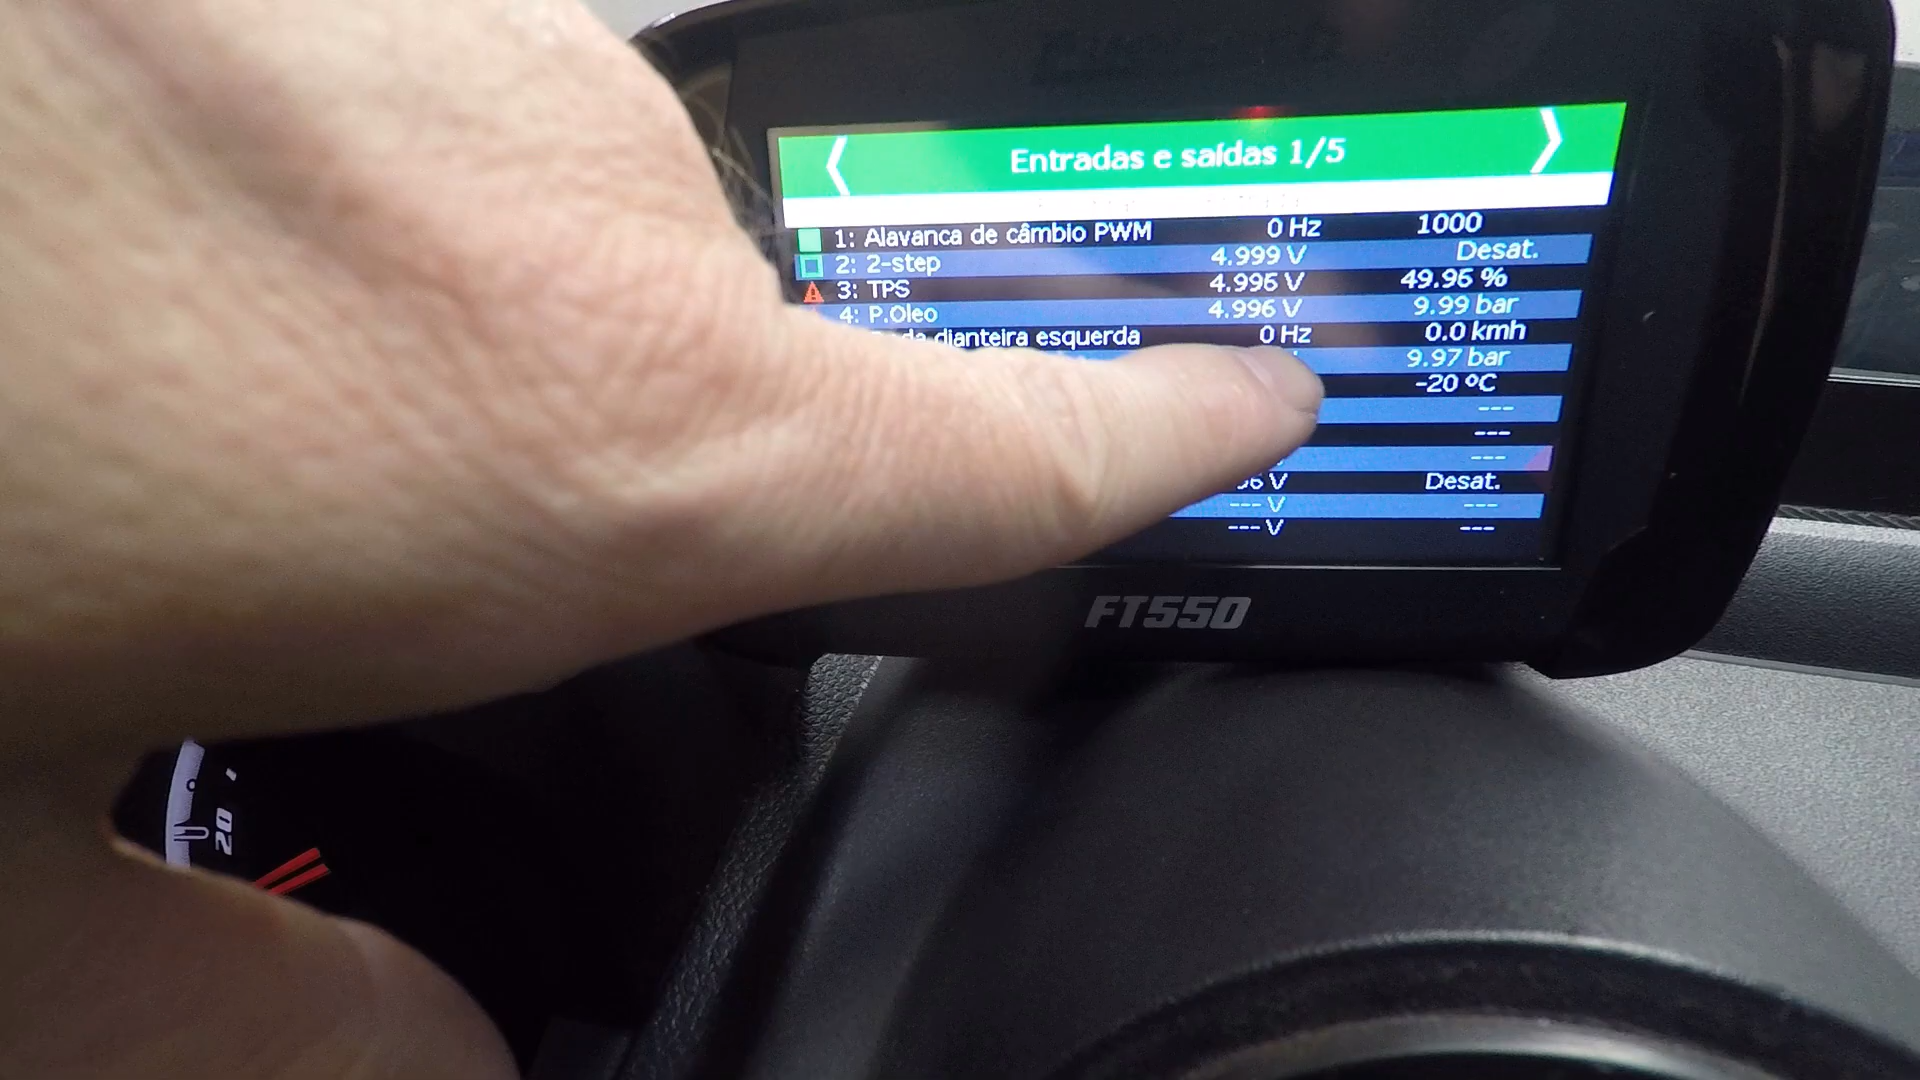 Entradas e saídas 1/5
1: Alavanca de câmbio PWM 0 Hz 1000
2: 2-step 4.999 V Desat.
3: TPS 4.996 V 49.96 %
4: P.Oleo 4.996 V 9.99 bar
dianteira esquerda 0 Hz 0.0 kmh
9.97 bar
-20 ºC
---
---
---
V Desat.
--- V ---
--- V ---
FT550
20